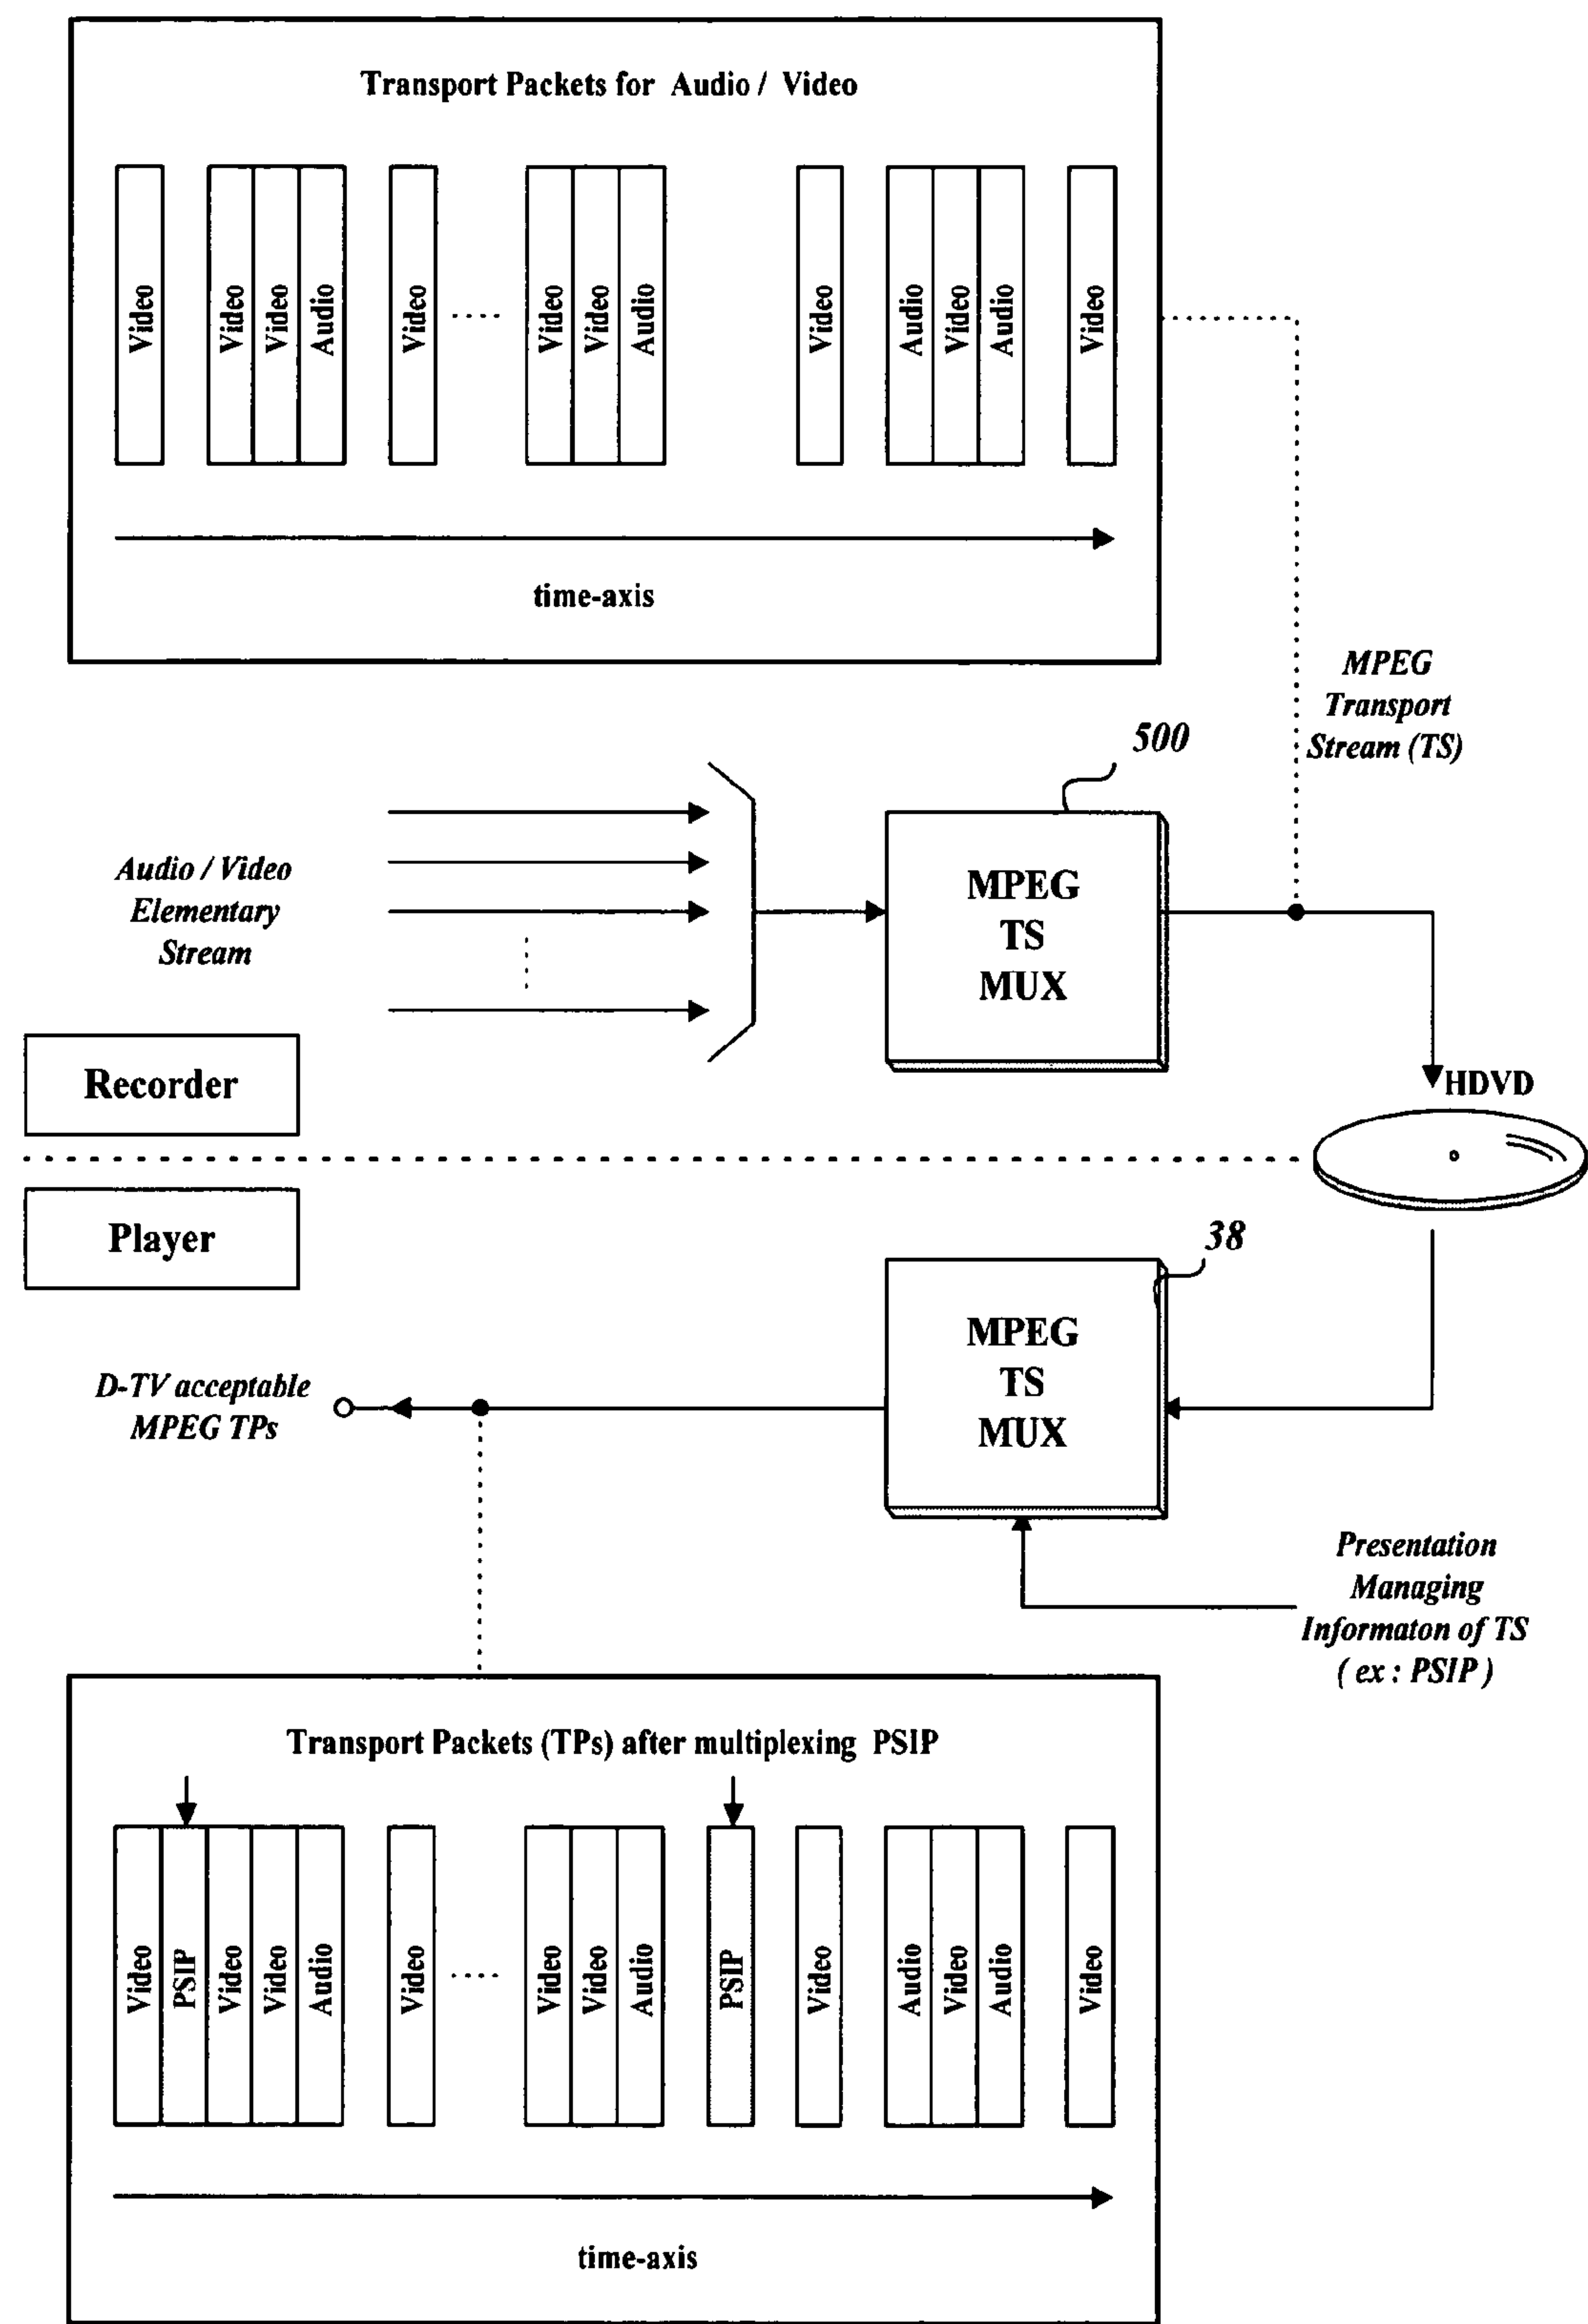 Transport Packets for Audio / Video
Video
Video
Video
Audio
Video
Video
Video
Audio
Video
Audio
Video
Audio
Video
time-axis
MPEG
Transport
Stream (TS)
500
Audio / Video
Elementary
Stream
MPEG
TS
MUX
Recorder
HDVD
Player
38
MPEG
TS
MUX
D-TV acceptable
MPEG TPs
Presentation
Managing
Informaton of TS
( ex : PSIP )
Transport Packets (TPs) after multiplexing PSIP
Video
PSIP
Video
Video
Audio
Video
Video
Video
Audio
PSIP
Video
Audio
Video
Audio
Video
time-axis